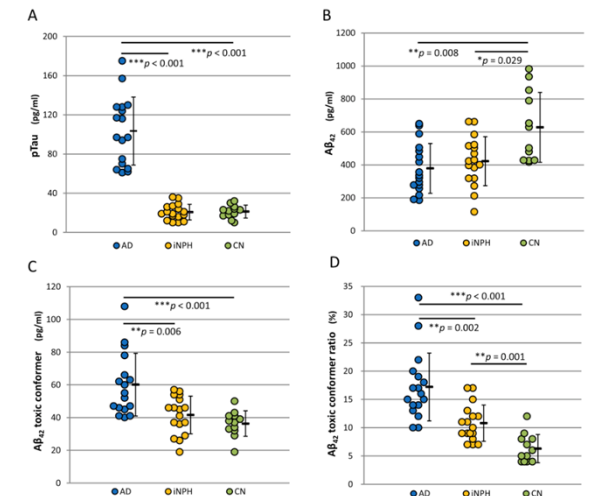 A
200
160
120
80
40
0
pTau (pg/ml)
***p < 0.001
***p < 0.001
AD
iNPH
CN
B
1200
1000
800
600
400
200
0
Aβ42 (pg/ml)
**p = 0.008
*p = 0.029
AD
iNPH
CN
C
120
100
80
60
40
20
0
Aβ42 toxic conformer (pg/ml)
***p < 0.001
**p = 0.006
AD
iNPH
CN
D
35
30
25
20
15
10
5
0
Aβ42 toxic conformer ratio (%)
***p < 0.001
**p = 0.002
**p = 0.001
AD
iNPH
CN